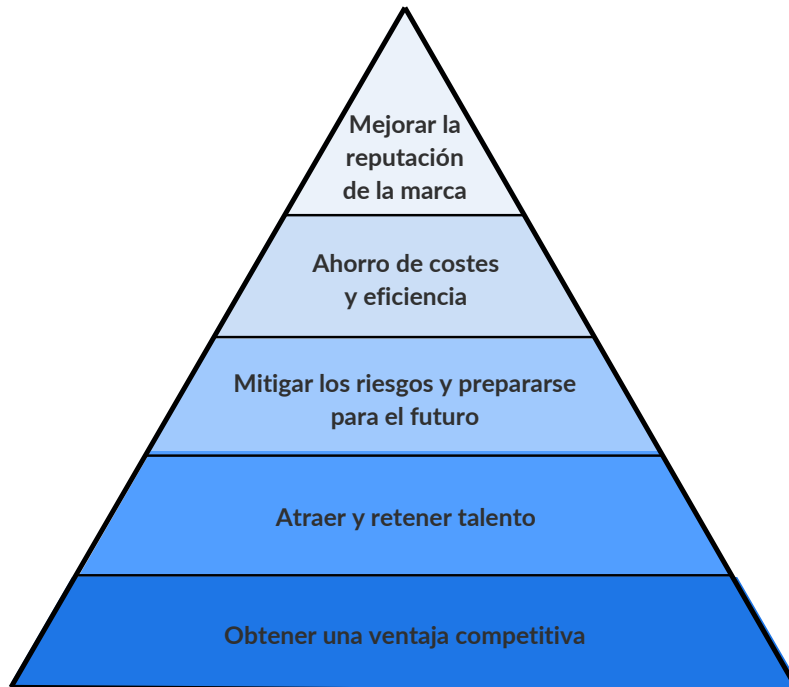 Mejorar la
reputación
de la marca
Ahorro de costes
y eficiencia
Mitigar los riesgos y prepararse
para el futuro
Atraer y retener talento
Obtener una ventaja competitiva